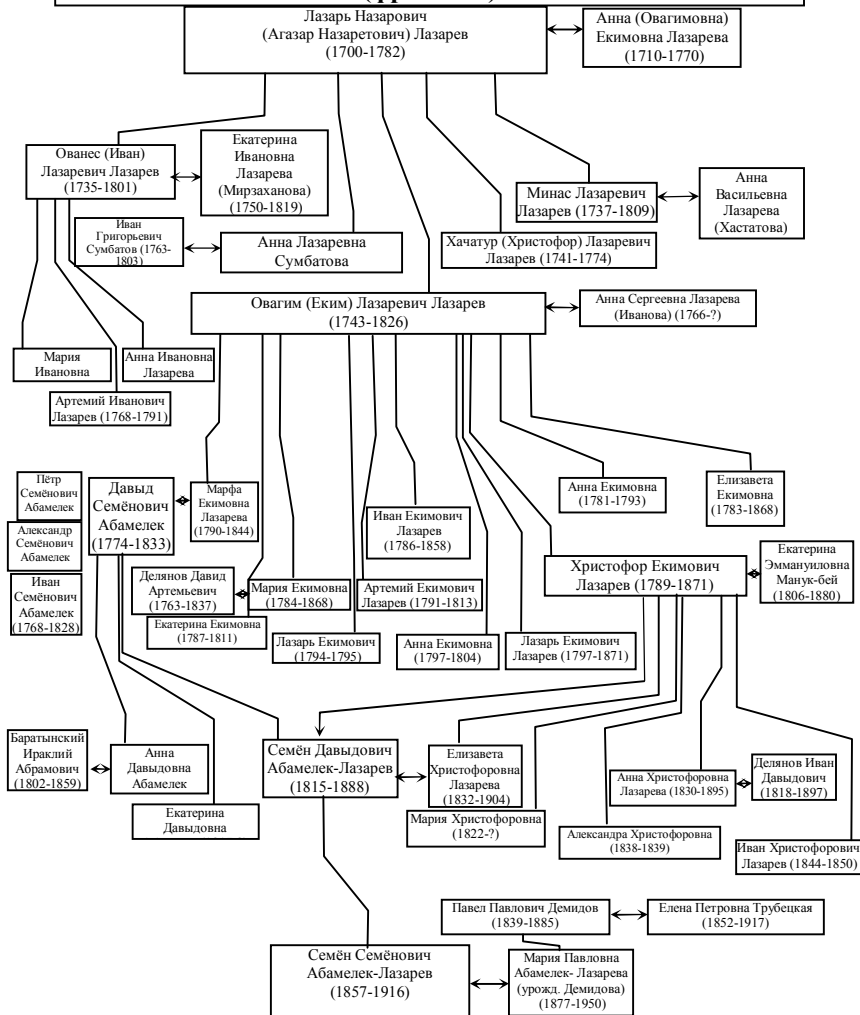 Лазарь Назарович
(Агазар Назаретович) Лазарев
(1700-1782)
Анна (Овагимовна)
Екимовна Лазарева
(1710-1770)
Ованес (Иван)
Лазаревич Лазарев
(1735-1801)
Екатерина
Ивановна
Лазарева
(Мирзаханова)
(1750-1819)
Минас Лазаревич
Лазарев (1737-1809)
Анна
Васильевна
Лазарева
(Хастатова)
Иван
Григорьевич
Сумбатов (1763-
1803)
Анна Лазаревна
Сумбатова
Хачатур (Христофор) Лазаревич
Лазарев (1741-1774)
Овагим (Еким) Лазаревич Лазарев
(1743-1826)
Анна Сергеевна Лазарева
(Иванова) (1766-?)
Мария
Ивановна
Анна Ивановна
Лазарева
Артемий Иванович
Лазарев (1768-1791)
Пётр
Семёнович
Абамелек
Александр
Семёнович
Абамелек
Иван
Семёнович
Абамелек
(1768-1828)
Давыд
Семёнович
Абамелек
(1774-1833)
Марфа
Екимовна
Лазарева
(1790-1844)
Иван Екимович
Лазарев
(1786-1858)
Анна Екимовна
(1781-1793)
Елизавета
Екимовна
(1783-1868)
Делянов Давид
Артемьевич
(1763-1837)
Мария Екимовна
(1784-1868)
Артемий Екимович
Лазарев (1791-1813)
Христофор Екимович
Лазарев (1789-1871)
Екатерина
Эммануиловна
Манук-бей
(1806-1880)
Екатерина Екимовна
(1787-1811)
Лазарь Екимович
(1794-1795)
Анна Екимовна
(1797-1804)
Лазарь Екимович
Лазарев (1797-1871)
Баратынский
Ираклий
Абрамович
(1802-1859)
Анна
Давыдовна
Абамелек
Екатерина
Давыдовна
Семён Давыдович
Абамелек-Лазарев
(1815-1888)
Елизавета
Христофоровна
Лазарева
(1832-1904)
Мария Христофоровна
(1822-?)
Анна Христофоровна
Лазарева (1830-1895)
Делянов Иван
Давыдович
(1818-1897)
Александра Христофоровна
(1838-1839)
Иван Христофорович
Лазарев (1844-1850)
Павел Павлович Демидов
(1839-1885)
Елена Петровна Трубецкая
(1852-1917)
Семён Семёнович
Абамелек-Лазарев
(1857-1916)
Мария Павловна
Абамелек- Лазарева
(урожд. Демидова)
(1877-1950)